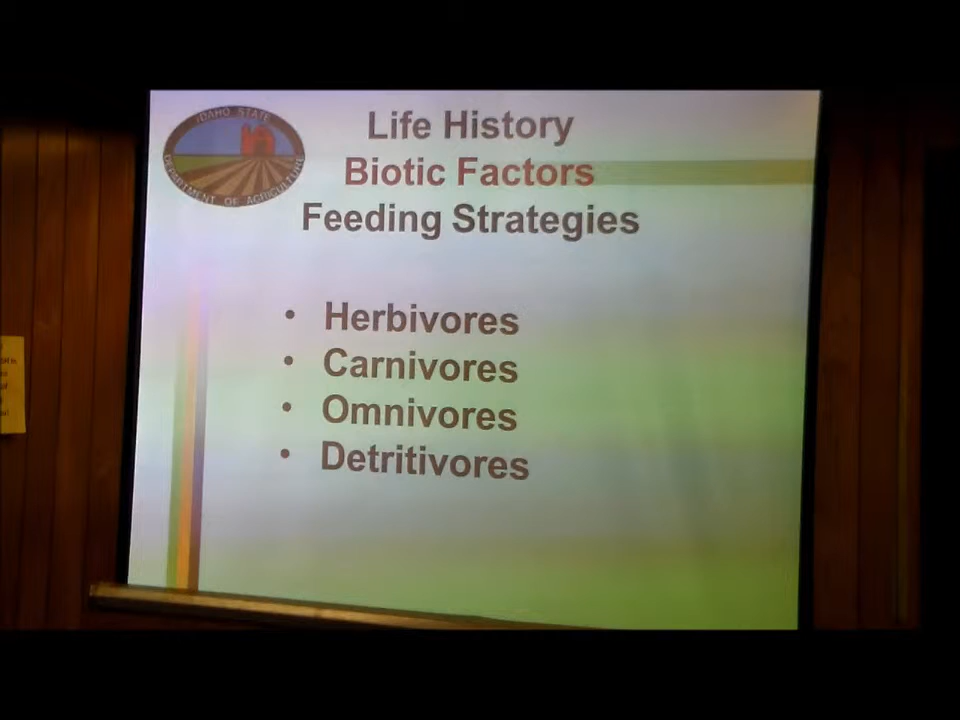 IDAHO STATE
DEPARTMENT OF AGRICULTURE
Life History
Biotic Factors
Feeding Strategies
• Herbivores
• Carnivores
• Omnivores
• Detritivores